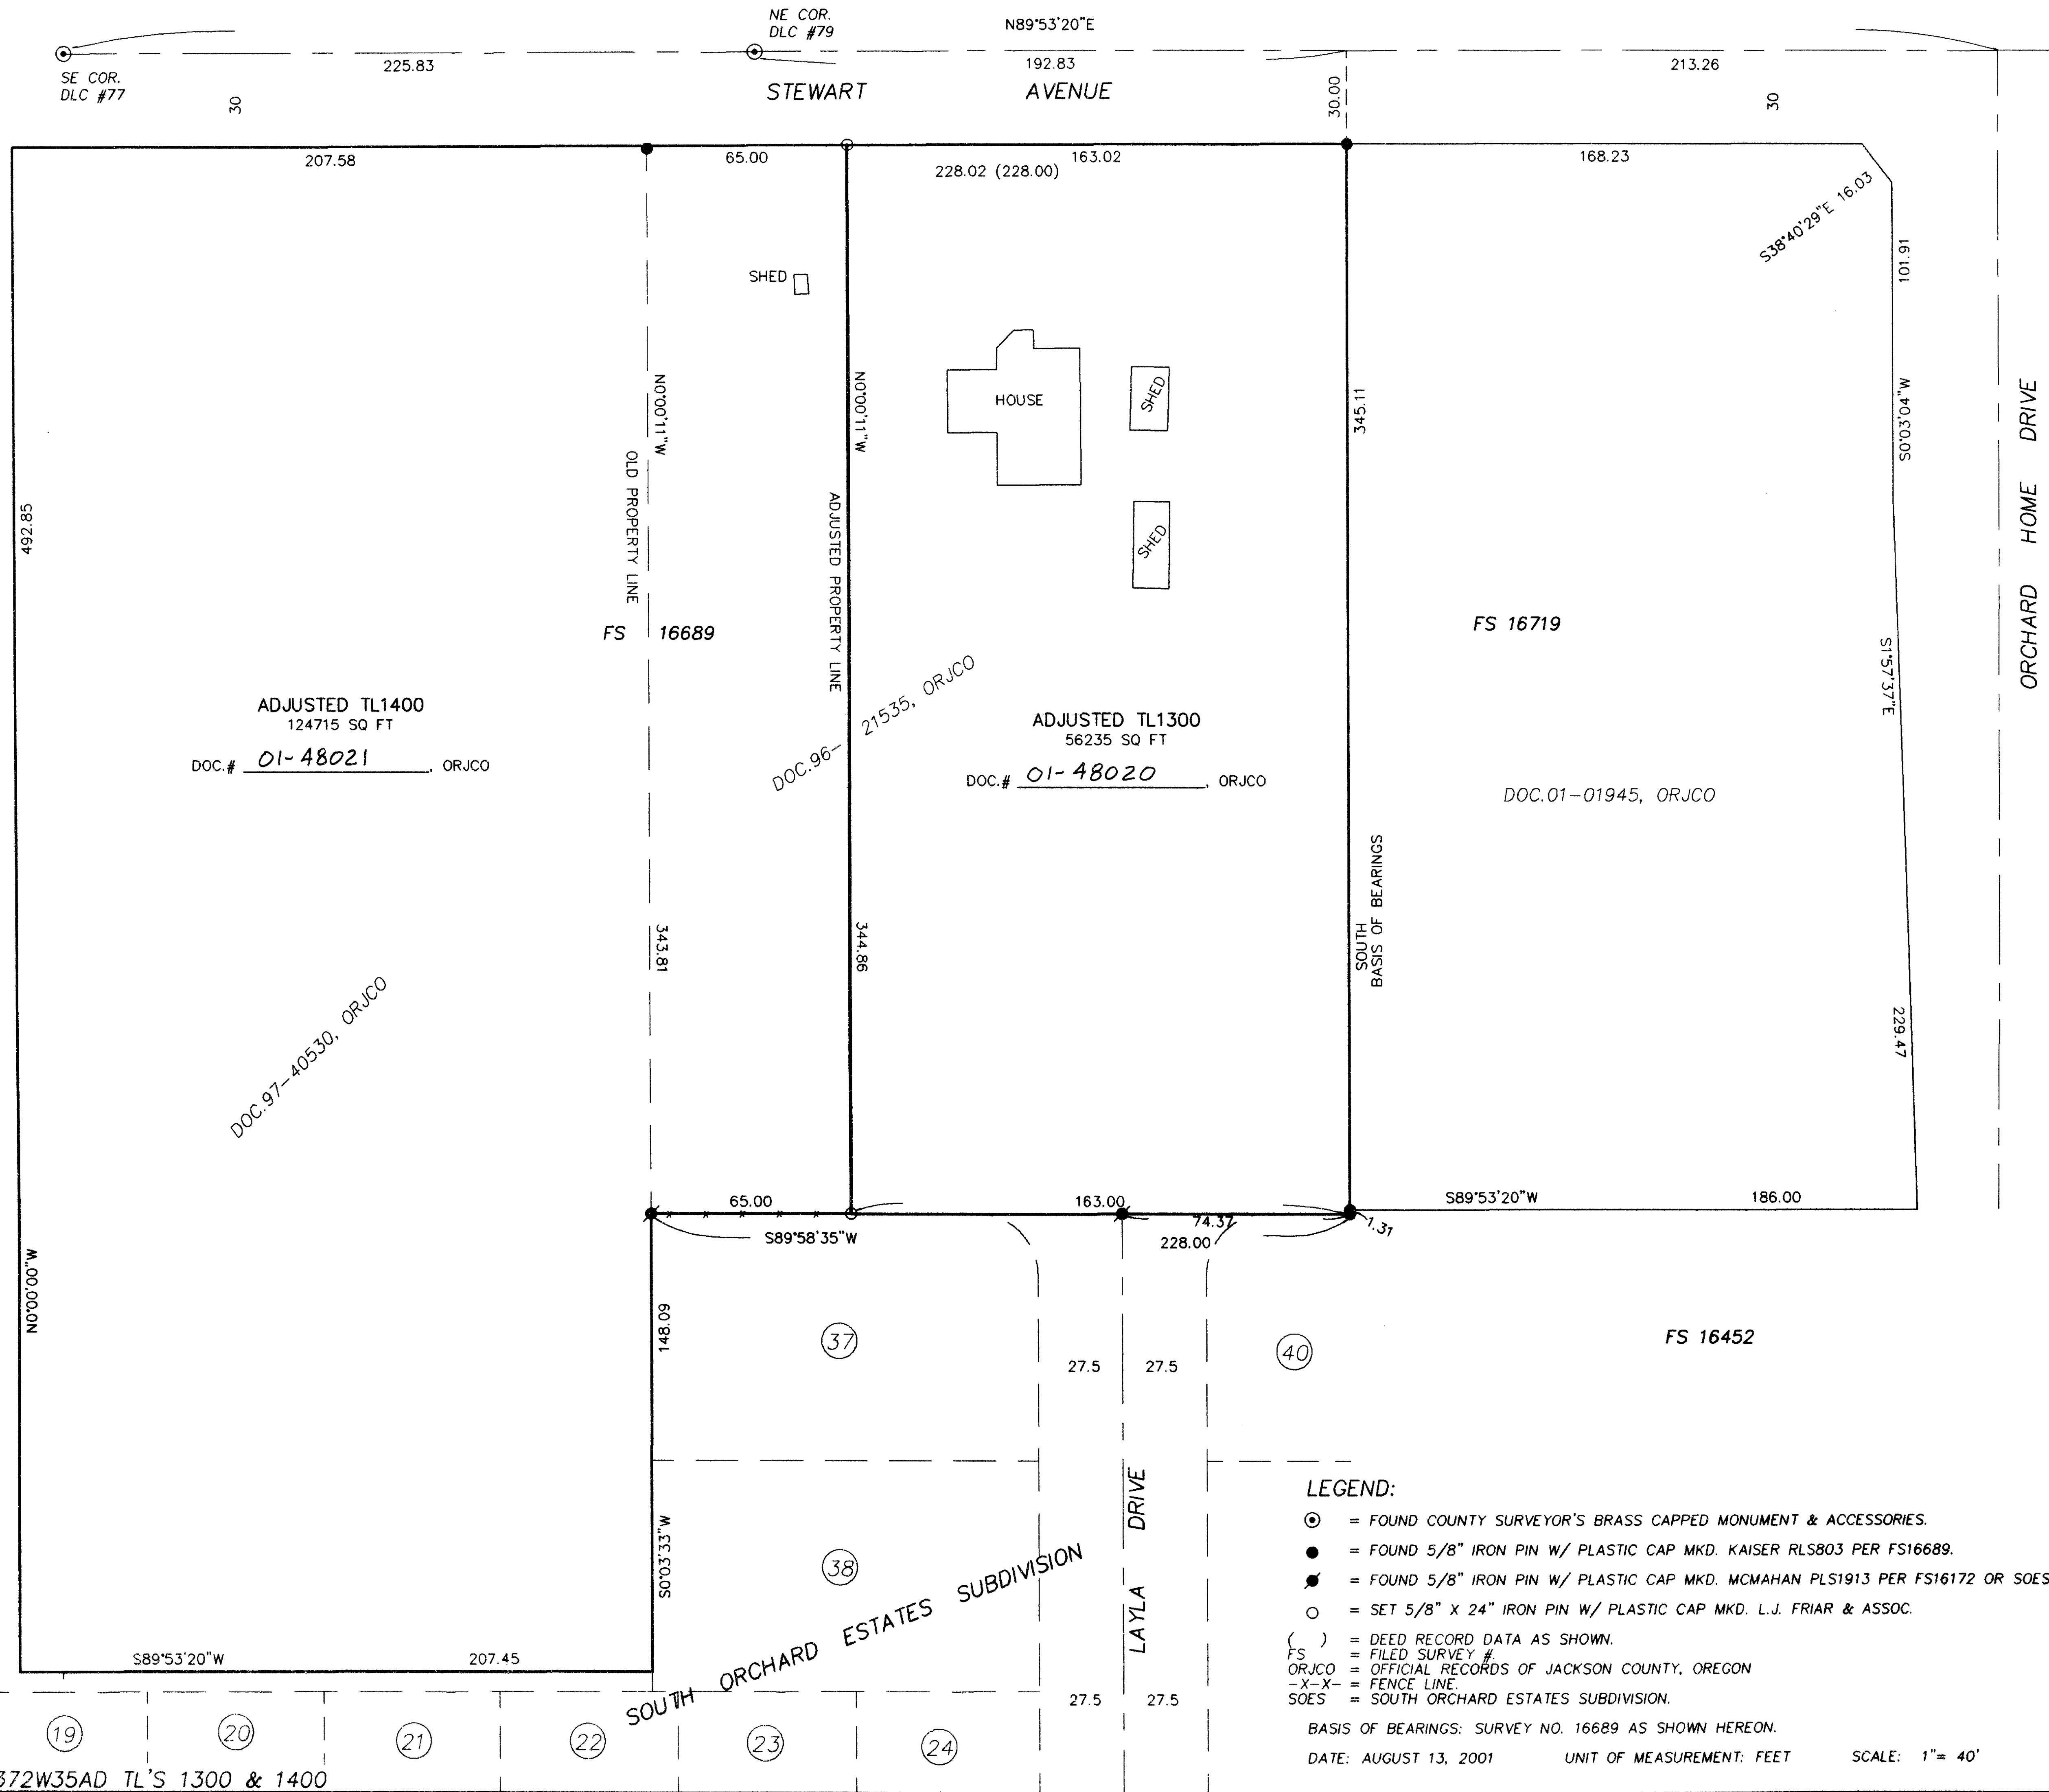 NE COR.
DLC #79
N89°53'20"E
SE COR.
DLC #77
225.83
192.83
213.26
30
STEWART AVENUE
30.00
30
207.58
65.00
163.02
228.02 (228.00)
168.23
S38°40'29"E 16.03
101.91
S0°03'04"W
SHED
HOUSE
SHED
SHED
N0°00'11"W
OLD PROPERTY LINE
N0°00'11"W
ADJUSTED PROPERTY LINE
345.11
492.85
ORCHARD HOME DRIVE
FS 16689
FS 16719
S1°57'37"E
ADJUSTED TL1400
124715 SQ FT
DOC.# 01-48021, ORJCO
DOC.96-21535, ORJCO
ADJUSTED TL1300
56235 SQ FT
DOC.# 01-48020, ORJCO
DOC.01-01945, ORJCO
SOUTH
BASIS OF BEARINGS
343.81
344.86
229.47
DOC.97-40530, ORJCO
65.00
163.00
S89°53'20"W 186.00
74.37
1.31
S89°58'35"W
228.00
N0°00'00"W
148.09
37
27.5 27.5
40
FS 16452
S0°03'33"W
38
LAYLA DRIVE
SOUTH ORCHARD ESTATES SUBDIVISION
S89°53'20"W 207.45
27.5 27.5
19 20 21 22 23 24
372W35AD TL'S 1300 & 1400
LEGEND:
= FOUND COUNTY SURVEYOR'S BRASS CAPPED MONUMENT & ACCESSORIES.
= FOUND 5/8" IRON PIN W/ PLASTIC CAP MKD. KAISER RLS803 PER FS16689.
= FOUND 5/8" IRON PIN W/ PLASTIC CAP MKD. MCMAHAN PLS1913 PER FS16172 OR SOES
= SET 5/8" X 24" IRON PIN W/ PLASTIC CAP MKD. L.J. FRIAR & ASSOC.
( ) = DEED RECORD DATA AS SHOWN.
FS = FILED SURVEY #.
ORJCO = OFFICIAL RECORDS OF JACKSON COUNTY, OREGON
-X-X- = FENCE LINE.
SOES = SOUTH ORCHARD ESTATES SUBDIVISION.
BASIS OF BEARINGS: SURVEY NO. 16689 AS SHOWN HEREON.
DATE: AUGUST 13, 2001 UNIT OF MEASUREMENT: FEET SCALE: 1"= 40'